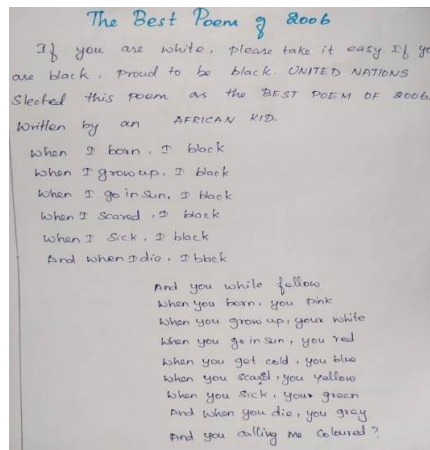 The Best Poem of 2006
If you are white, please take it easy. If
are black, proud to be black. UNITED NATIONS
Slected this poem as the BEST POEM OF 2006.
Written by an AFRICAN KID.
When I born, I black
When I grow up, I black
When I go in sun, I black
When I Scared, I black
When I Sick, I black
And when I die, I black
And you while fellow
When you born, you pink
When you grow up, your white
When you go in sun, you red
When you get cold, you blue
When you scared, you yellow
When you Sick, your green
And when you die, you gray
And you calling me coloured?